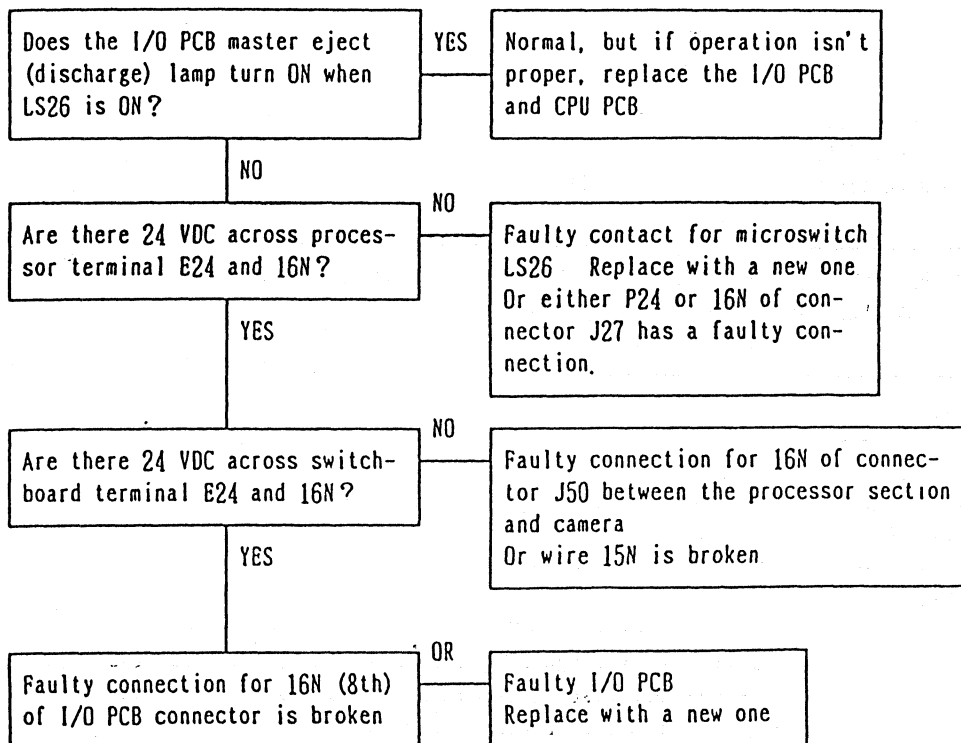 Does the I/O PCB master eject
(discharge) lamp turn ON when
LS26 is ON?
YES
Normal, but if operation isn't
proper, replace the I/O PCB
and CPU PCB
NO
Are there 24 VDC across proces-
sor terminal E24 and 16N?
NO
Faulty contact for microswitch
LS26 Replace with a new one
Or either P24 or 16N of con-
nector J27 has a faulty con-
nection.
YES
Are there 24 VDC across switch-
board terminal E24 and 16N?
NO
Faulty connection for 16N of connec-
tor J50 between the processor section
and camera
Or wire 15N is broken
YES
Faulty connection for 16N (8th)
of I/O PCB connector is broken
OR
Faulty I/O PCB
Replace with a new one